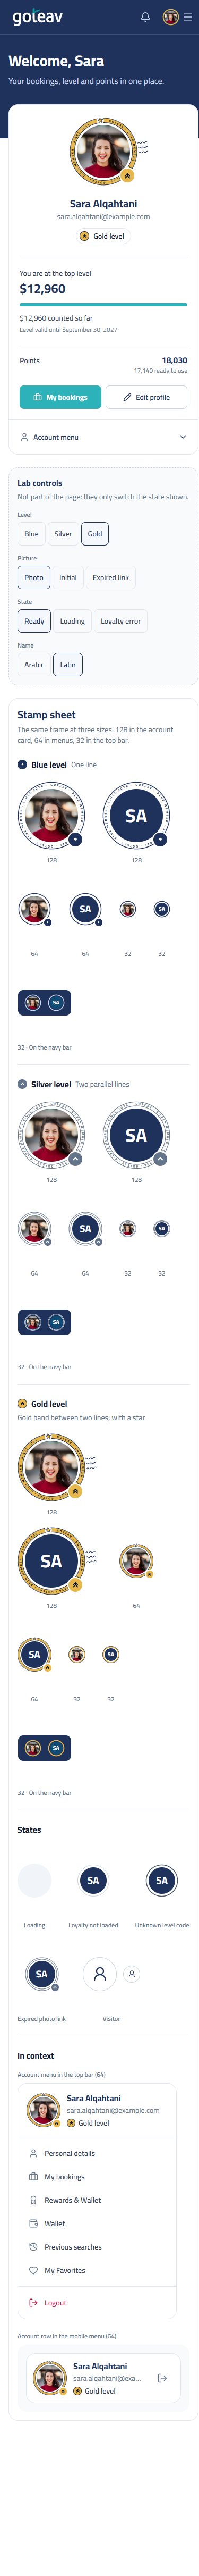 goteav
Welcome, Sara
Your bookings, level and points in one place.
Sara Alqahtani
sara.alqahtani@example.com
Gold level
You are at the top level
$12,960
$12,960 counted so far
Level valid until September 30, 2027
Points
18,030
17,140 ready to use
My bookings
Edit profile
Account menu
Lab controls
Not part of the page: they only switch the state shown.
Level
Blue
Silver
Gold
Picture
Photo
Initial
Expired link
State
Ready
Loading
Loyalty error
Name
Arabic
Latin
Stamp sheet
The same frame at three sizes: 128 in the account
card, 64 in menus, 32 in the top bar.
Blue level One line
SA
128
128
SA
SA
64
64
32
32
SA
32 · On the navy bar
Silver level Two parallel lines
SA
128
128
SA
SA
64
64
32
32
SA
32 · On the navy bar
Gold level
Gold band between two lines, with a star
128
SA
128
64
SA
SA
64
32
32
SA
32 · On the navy bar
States
SA
SA
Loading
Loyalty not loaded
Unknown level code
SA
Expired photo link
Visitor
In context
Account menu in the top bar (64)
Sara Alqahtani
sara.alqahtani@example.com
Gold level
Personal details
My bookings
Rewards & Wallet
Wallet
Previous searches
My Favorites
Logout
Account row in the mobile menu (64)
Sara Alqahtani
sara.alqahtani@exa...
Gold level